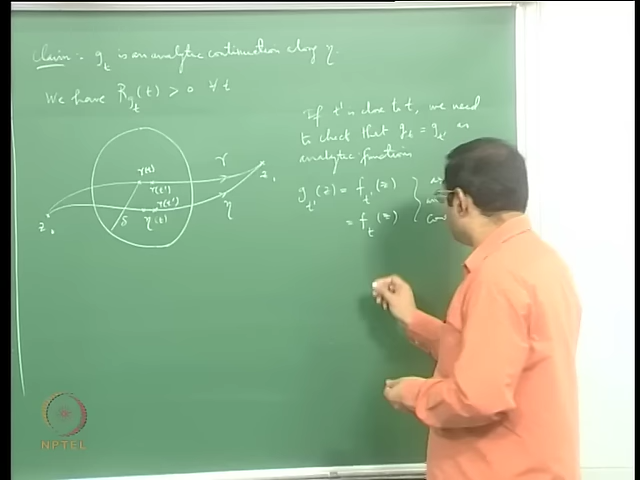 Claim :- g_t is an analytic continuation along η.
We have R_{g_t}(t) > 0 ∀ t
If t' is close to t, we need
to check that g_t = g_{t'} as
analytic functions
g_{t'}(z) = f_{t'}(z)
= f_t(z)
γ(t)
γ(t')
γ
z₁
η(t')
η(t)
η
δ
z₀
NPTEL